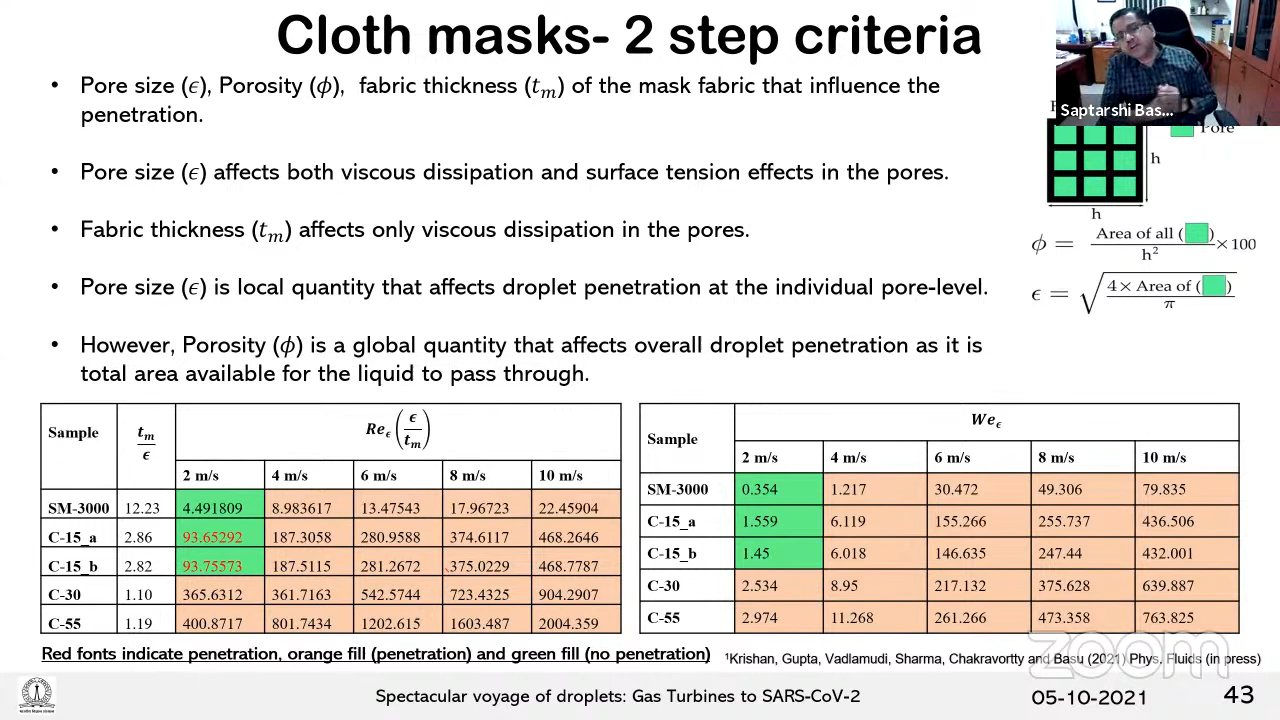 Cloth masks- 2 step criteria
• Pore size (ϵ), Porosity (ϕ), fabric thickness (tₘ) of the mask fabric that influence the
penetration.
• Pore size (ϵ) affects both viscous dissipation and surface tension effects in the pores.
• Fabric thickness (tₘ) affects only viscous dissipation in the pores.
• Pore size (ϵ) is local quantity that affects droplet penetration at the individual pore-level.
• However, Porosity (ϕ) is a global quantity that affects overall droplet penetration as it is
total area available for the liquid to pass through.
Saptarshi Bas...
Pore
h
h
ϕ = Area of all ( ) / h² ×100
ϵ = √(4× Area of ( ) / π)
Sample tₘ/ϵ Reϵ (ϵ/tₘ)
2 m/s 4 m/s 6 m/s 8 m/s 10 m/s
SM-3000 12.23 4.491809 8.983617 13.47543 17.96723 22.45904
C-15_a 2.86 93.65292 187.3058 280.9588 374.6117 468.2646
C-15_b 2.82 93.75573 187.5115 281.2672 375.0229 468.7787
C-30 1.10 365.6312 361.7163 542.5744 723.4325 904.2907
C-55 1.19 400.8717 801.7434 1202.615 1603.487 2004.359
Sample Weϵ
2 m/s 4 m/s 6 m/s 8 m/s 10 m/s
SM-3000 0.354 1.217 30.472 49.306 79.835
C-15_a 1.559 6.119 155.266 255.737 436.506
C-15_b 1.45 6.018 146.635 247.44 432.001
C-30 2.534 8.95 217.132 375.628 639.887
C-55 2.974 11.268 261.266 473.358 763.825
zoom
Red fonts indicate penetration, orange fill (penetration) and green fill (no penetration)
¹Krishan, Gupta, Vadlamudi, Sharma, Chakravortty and Basu (2021) Phys. Fluids (in press)
Spectacular voyage of droplets: Gas Turbines to SARS-CoV-2
05-10-2021
43